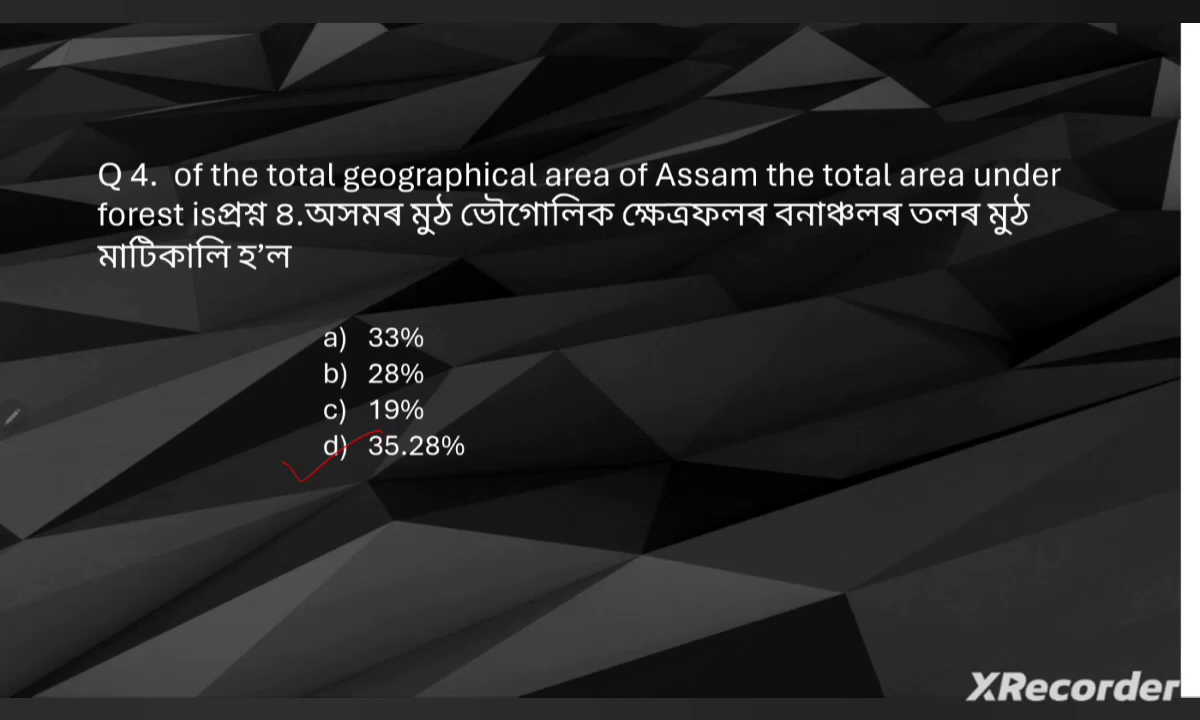 Q 4.  of the total geographical area of Assam the total area under
forest isপ্ৰশ্ন ৪.অসমৰ মুঠ ভৌগোলিক ক্ষেত্ৰফলৰ বনাঞ্চলৰ তলৰ মুঠ
মাটিকালি হ’ল
a) 33%
b) 28%
c) 19%
d) 35.28%
XRecorder